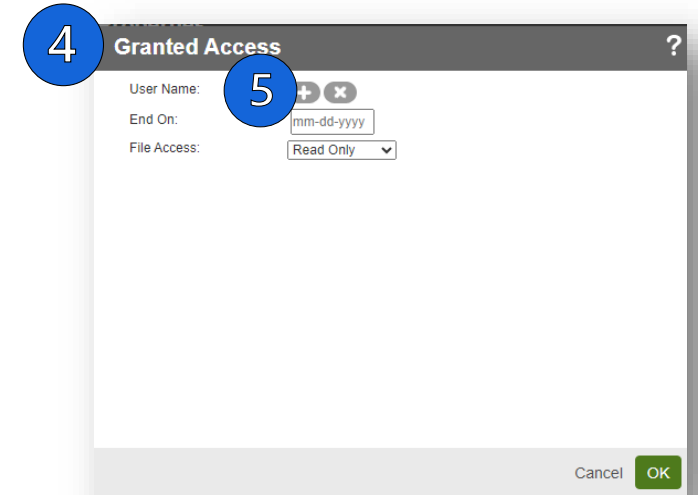 4
Granted Access
?
User Name:
5
End On:
mm-dd-yyyy
File Access:
Read Only
Cancel
OK